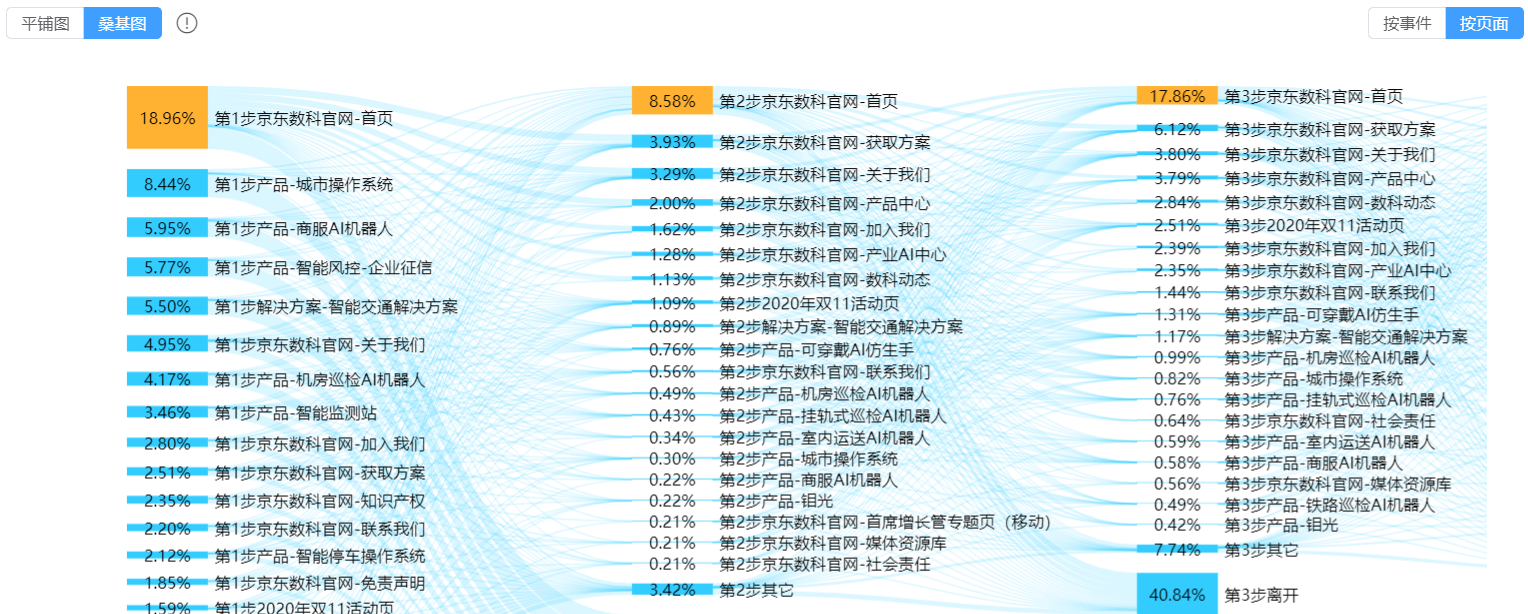 平铺图 桑基图 ! 按事件 按页面
18.96% 第1步京东数科官网-首页
8.44% 第1步产品-城市操作系统
5.95% 第1步产品-商服AI机器人
5.77% 第1步产品-智能风控-企业征信
5.50% 第1步解决方案-智能交通解决方案
4.95% 第1步京东数科官网-关于我们
4.17% 第1步产品-机房巡检AI机器人
3.46% 第1步产品-智能监测站
2.80% 第1步京东数科官网-加入我们
2.51% 第1步京东数科官网-获取方案
2.35% 第1步京东数科官网-知识产权
2.20% 第1步京东数科官网-联系我们
2.12% 第1步产品-智能停车操作系统
1.85% 第1步京东数科官网-免责声明
1.59% 第1步2020年双11活动页
8.58% 第2步京东数科官网-首页
3.93% 第2步京东数科官网-获取方案
3.29% 第2步京东数科官网-关于我们
2.00% 第2步京东数科官网-产品中心
1.62% 第2步京东数科官网-加入我们
1.28% 第2步京东数科官网-产业AI中心
1.13% 第2步京东数科官网-数科动态
1.09% 第2步2020年双11活动页
0.89% 第2步解决方案-智能交通解决方案
0.76% 第2步产品-可穿戴AI仿生手
0.56% 第2步京东数科官网-联系我们
0.49% 第2步产品-机房巡检AI机器人
0.43% 第2步产品-挂轨式巡检AI机器人
0.34% 第2步产品-室内运送AI机器人
0.30% 第2步产品-城市操作系统
0.22% 第2步产品-商服AI机器人
0.22% 第2步产品-钼光
0.21% 第2步京东数科官网-首席增长管专题页（移动）
0.21% 第2步京东数科官网-媒体资源库
0.21% 第2步京东数科官网-社会责任
3.42% 第2步其它
17.86% 第3步京东数科官网-首页
6.12% 第3步京东数科官网-获取方案
3.80% 第3步京东数科官网-关于我们
3.79% 第3步京东数科官网-产品中心
2.84% 第3步京东数科官网-数科动态
2.51% 第3步2020年双11活动页
2.39% 第3步京东数科官网-加入我们
2.35% 第3步京东数科官网-产业AI中心
1.44% 第3步京东数科官网-联系我们
1.31% 第3步产品-可穿戴AI仿生手
1.17% 第3步解决方案-智能交通解决方案
0.99% 第3步产品-机房巡检AI机器人
0.82% 第3步产品-城市操作系统
0.76% 第3步产品-挂轨式巡检AI机器人
0.64% 第3步京东数科官网-社会责任
0.59% 第3步产品-室内运送AI机器人
0.58% 第3步产品-商服AI机器人
0.56% 第3步京东数科官网-媒体资源库
0.49% 第3步产品-铁路巡检AI机器人
0.42% 第3步产品-钼光
7.74% 第3步其它
40.84% 第3步离开